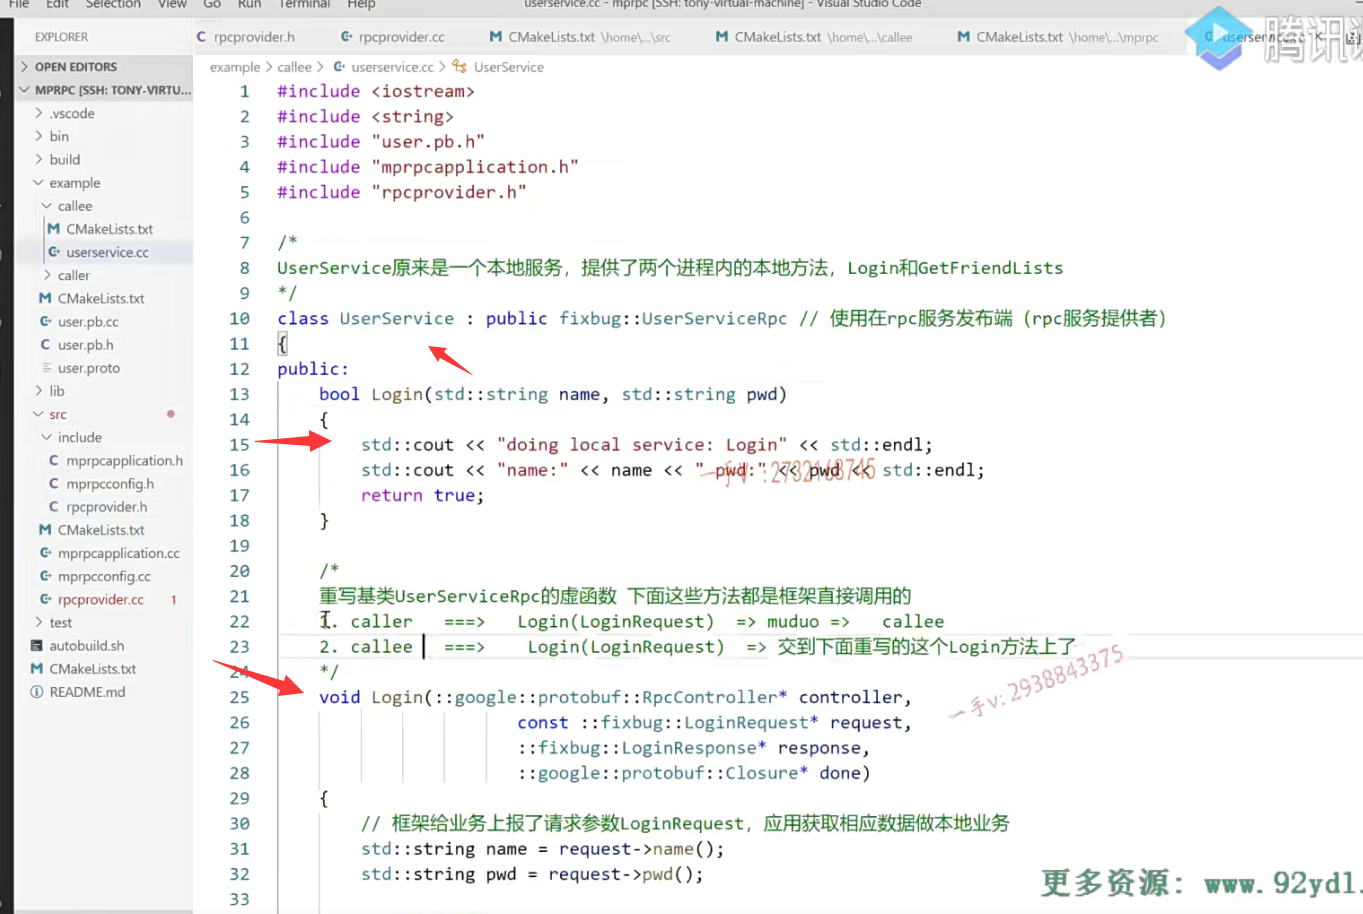 File Edit Selection View Go Run Terminal Help userservice.cc - mprpc [SSH: tony-virtual-machine] - Visual Studio Code
EXPLORER
rpcprovider.h rpcprovider.cc CMakeLists.txt \home\...\src CMakeLists.txt \home\...\callee CMakeLists.txt \home\...\mprpc userservice.cc
腾讯
OPEN EDITORS
MPRPC [SSH: TONY-VIRTU...
.vscode
bin
build
example
callee
CMakeLists.txt
userservice.cc
caller
CMakeLists.txt
user.pb.cc
user.pb.h
user.proto
lib
src
include
mprpcapplication.h
mprpcconfig.h
rpcprovider.h
CMakeLists.txt
mprpcapplication.cc
mprpcconfig.cc
rpcprovider.cc 1
test
autobuild.sh
CMakeLists.txt
README.md
example > callee > userservice.cc > UserService
1 #include <iostream>
2 #include <string>
3 #include "user.pb.h"
4 #include "mprpcapplication.h"
5 #include "rpcprovider.h"
6
7 /*
8 UserService原来是一个本地服务，提供了两个进程内的本地方法，Login和GetFriendLists
9 */
10 class UserService : public fixbug::UserServiceRpc // 使用在rpc服务发布端（rpc服务提供者）
11 {
12 public:
13 bool Login(std::string name, std::string pwd)
14 {
15 std::cout << "doing local service: Login" << std::endl;
16 std::cout << "name:" << name << " pwd:" << pwd << std::endl;
17 return true;
18 }
19
20 /*
21 重写基类UserServiceRpc的虚函数 下面这些方法都是框架直接调用的
22 1. caller ===> Login(LoginRequest) => muduo => callee
23 2. callee ===> Login(LoginRequest) => 交到下面重写的这个Login方法上了
24 */
25 void Login(::google::protobuf::RpcController* controller,
26 const ::fixbug::LoginRequest* request,
27 ::fixbug::LoginResponse* response,
28 ::google::protobuf::Closure* done)
29 {
30 // 框架给业务上报了请求参数LoginRequest，应用获取相应数据做本地业务
31 std::string name = request->name();
32 std::string pwd = request->pwd();
33
一手v:2938843375
更多资源：www.92yd1.